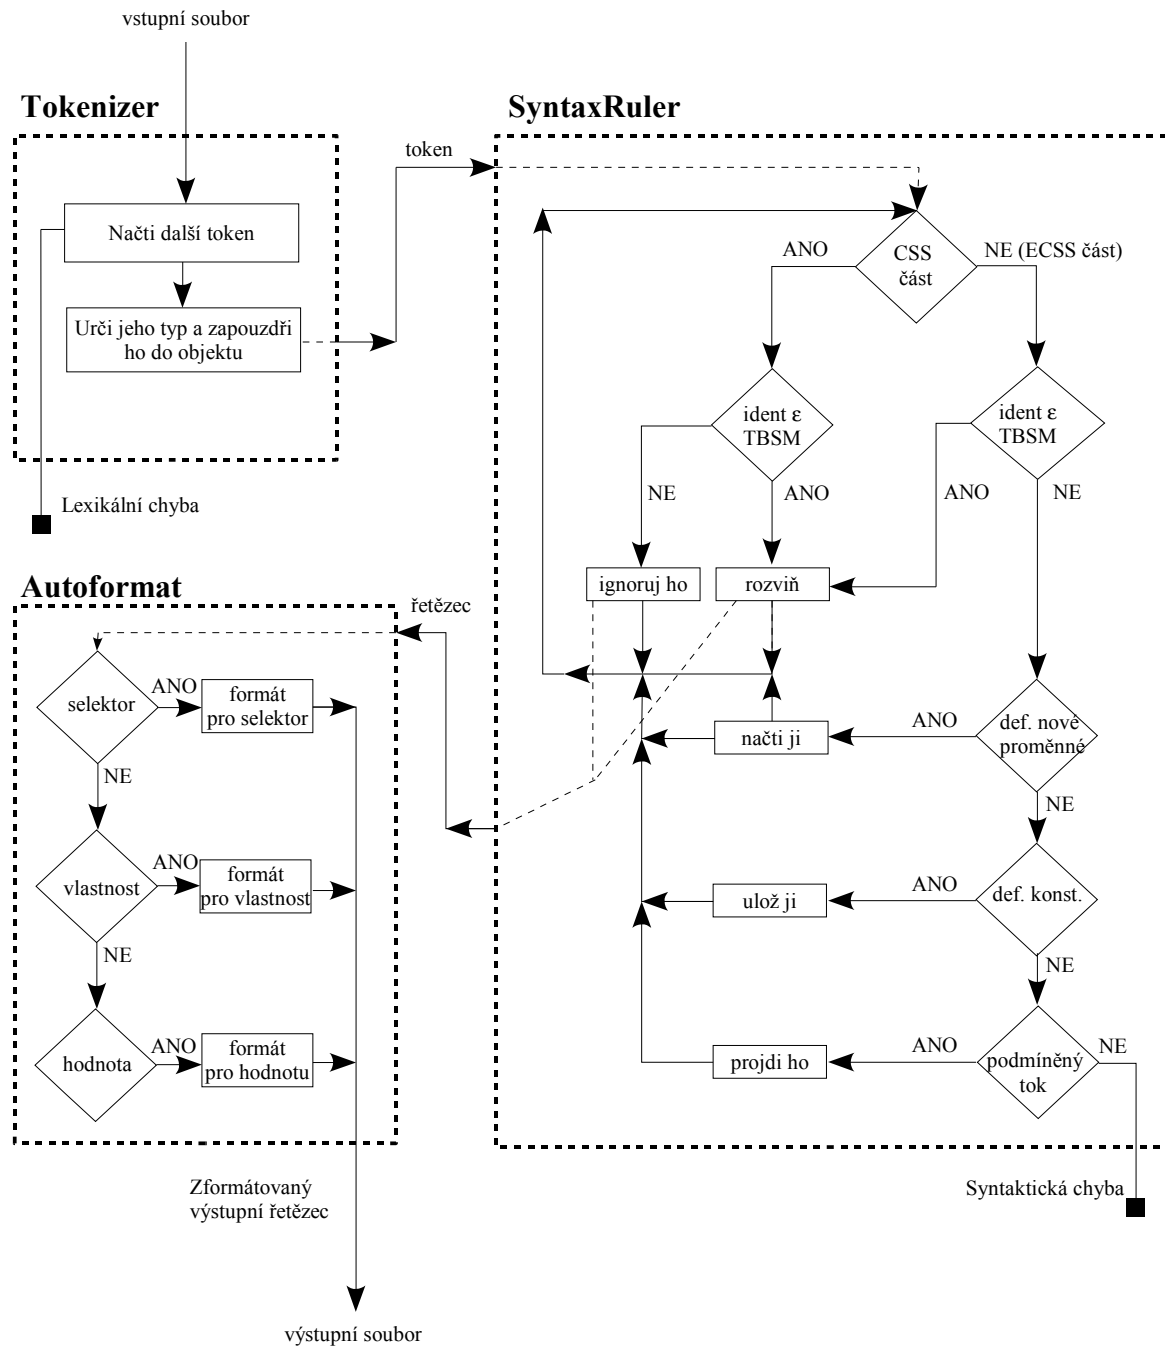 vstupní soubor
Tokenizer
Načti další token
Urči jeho typ a zapouzdři
ho do objektu
Lexikální chyba
token
SyntaxRuler
CSS
část
ANO
NE (ECSS část)
ident ε
TBSM
ident ε
TBSM
NE
ANO
ANO
NE
ignoruj ho
rozviň
def. nové
proměnné
ANO
načti ji
NE
def. konst.
ANO
ulož ji
NE
podmíněný
tok
ANO
projdi ho
NE
Syntaktická chyba
Autoformat
řetězec
selektor
ANO
formát
pro selektor
NE
vlastnost
ANO
formát
pro vlastnost
NE
hodnota
ANO
formát
pro hodnotu
Zformátovaný
výstupní řetězec
výstupní soubor